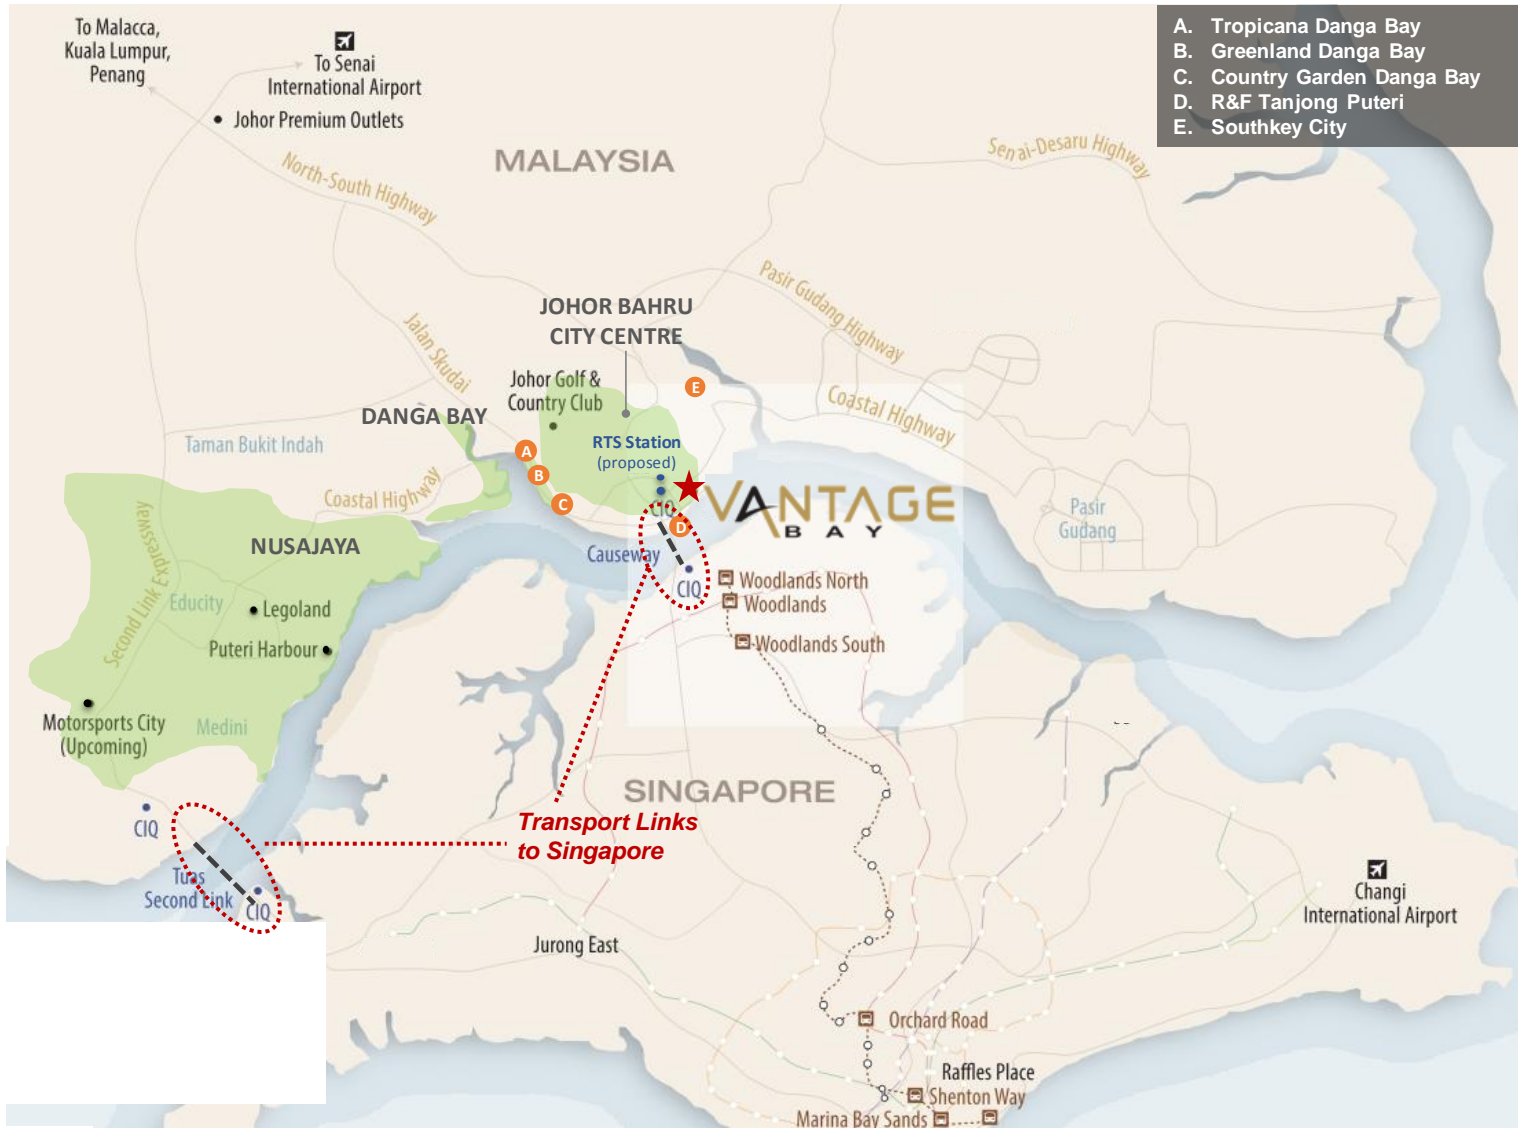 To Malacca,
Kuala Lumpur,
Penang
To Senai
International Airport
Johor Premium Outlets
A. Tropicana Danga Bay
B. Greenland Danga Bay
C. Country Garden Danga Bay
D. R&F Tanjong Puteri
E. Southkey City
MALAYSIA
North-South Highway
Senai-Desaru Highway
Pasir Gudang Highway
JOHOR BAHRU
CITY CENTRE
Jalan Skudai
Johor Golf &
Country Club
E
Coastal Highway
DANGA BAY
Taman Bukit Indah
A
B
C
RTS Station
(proposed)
CIQ
D
VANTAGE
BAY
Coastal Highway
Pasir
Gudang
NUSAJAYA
Causeway
CIQ
Woodlands North
Woodlands
Woodlands South
Second Link Expressway
Educity
Legoland
Puteri Harbour
Motorsports City
(Upcoming)
Medini
SINGAPORE
Transport Links
to Singapore
CIQ
Tuas
Second Link
CIQ
Jurong East
Changi
International Airport
Orchard Road
Raffles Place
Shenton Way
Marina Bay Sands